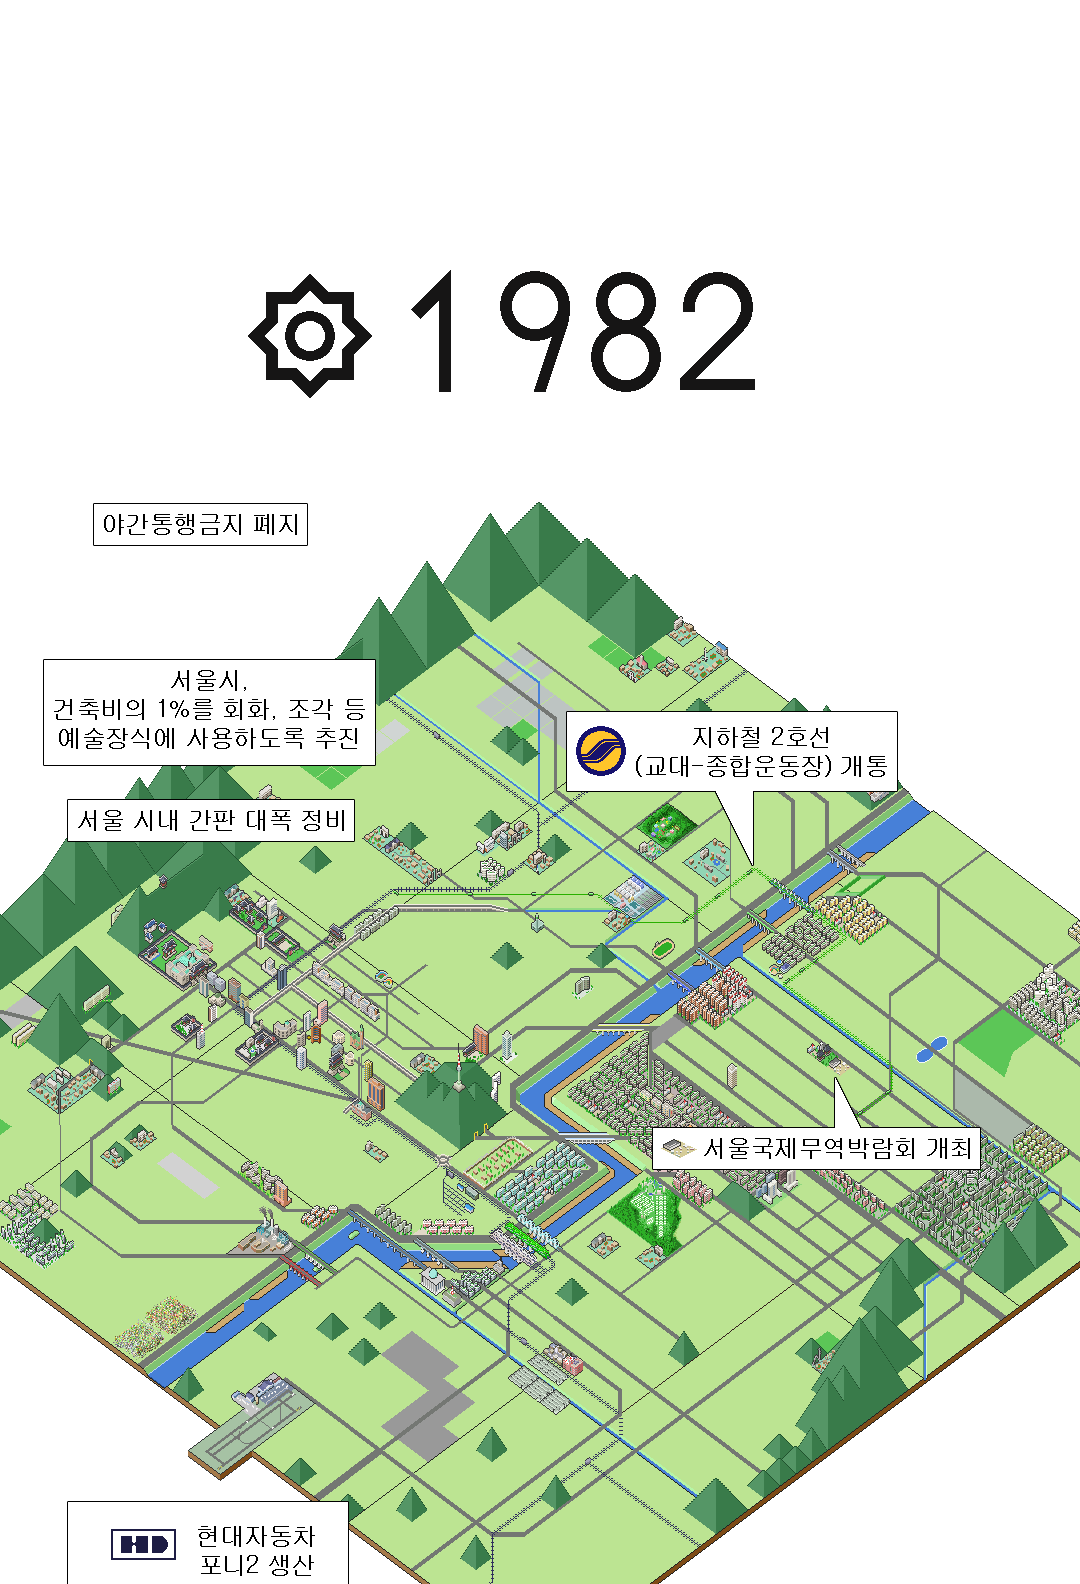 1982
야간통행금지 폐지
서울시,
건축비의 1%를 회화, 조각 등
예술장식에 사용하도록 추진
지하철 2호선
(교대-종합운동장) 개통
서울 시내 간판 대폭 정비
서울국제무역박람회 개최
HD
현대자동차
포니2 생산